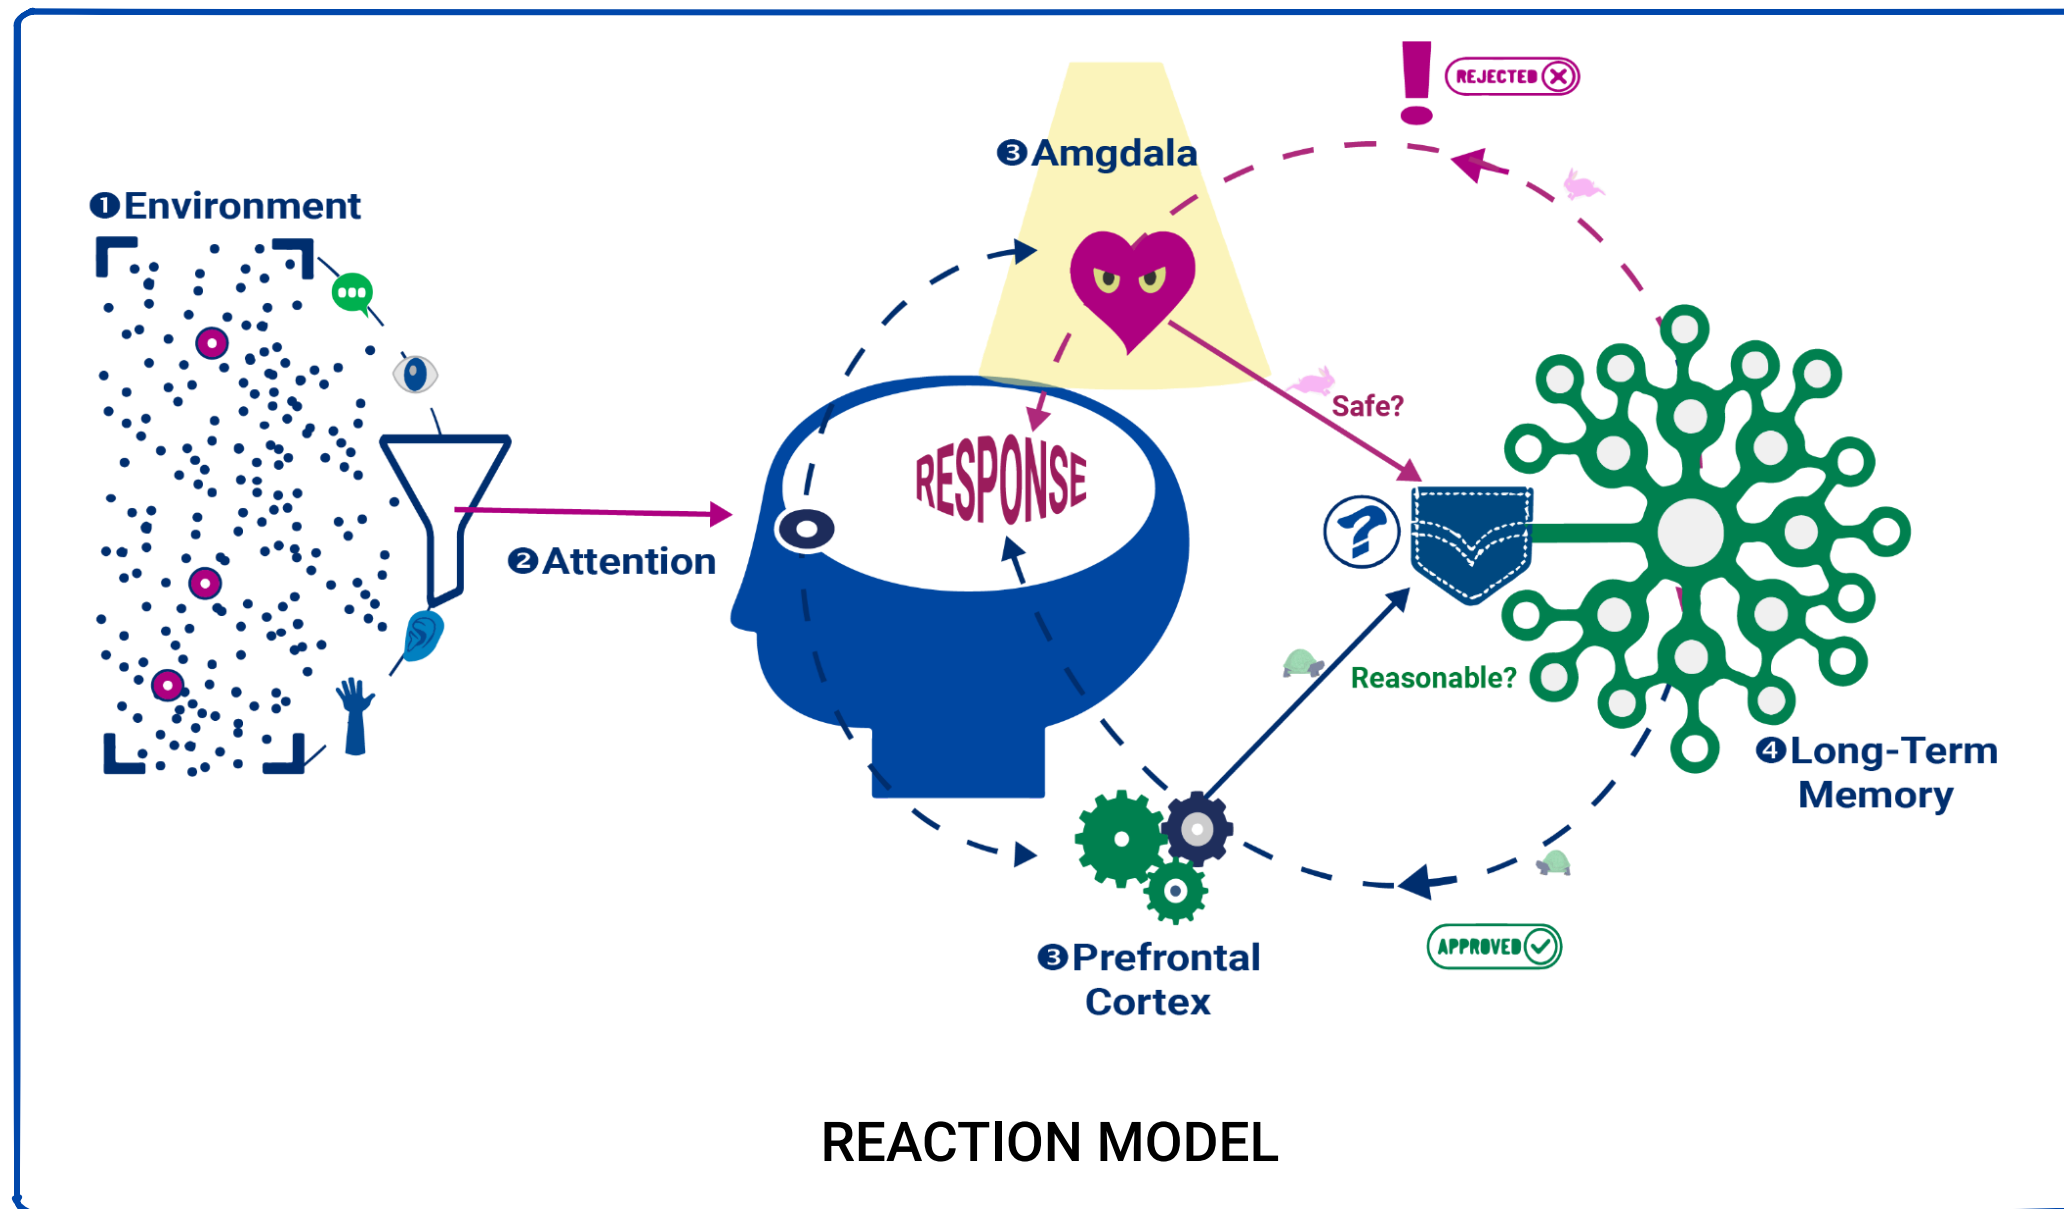 ❶Environment
❷Attention
❸Amgdala
REJECTED
RESPONSE
Safe?
?
Reasonable?
❹Long-Term
Memory
❸Prefrontal
Cortex
APPROVED
REACTION MODEL